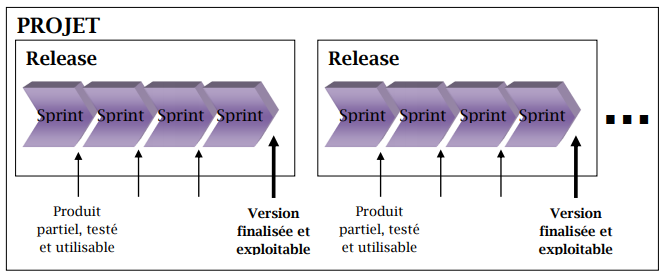 PROJET
Release
Sprint Sprint Sprint Sprint
Produit
partiel, testé
et utilisable
Version
finalisée et
exploitable
Release
Sprint Sprint Sprint Sprint
Produit
partiel, testé
et utilisable
Version
finalisée et
exploitable
...